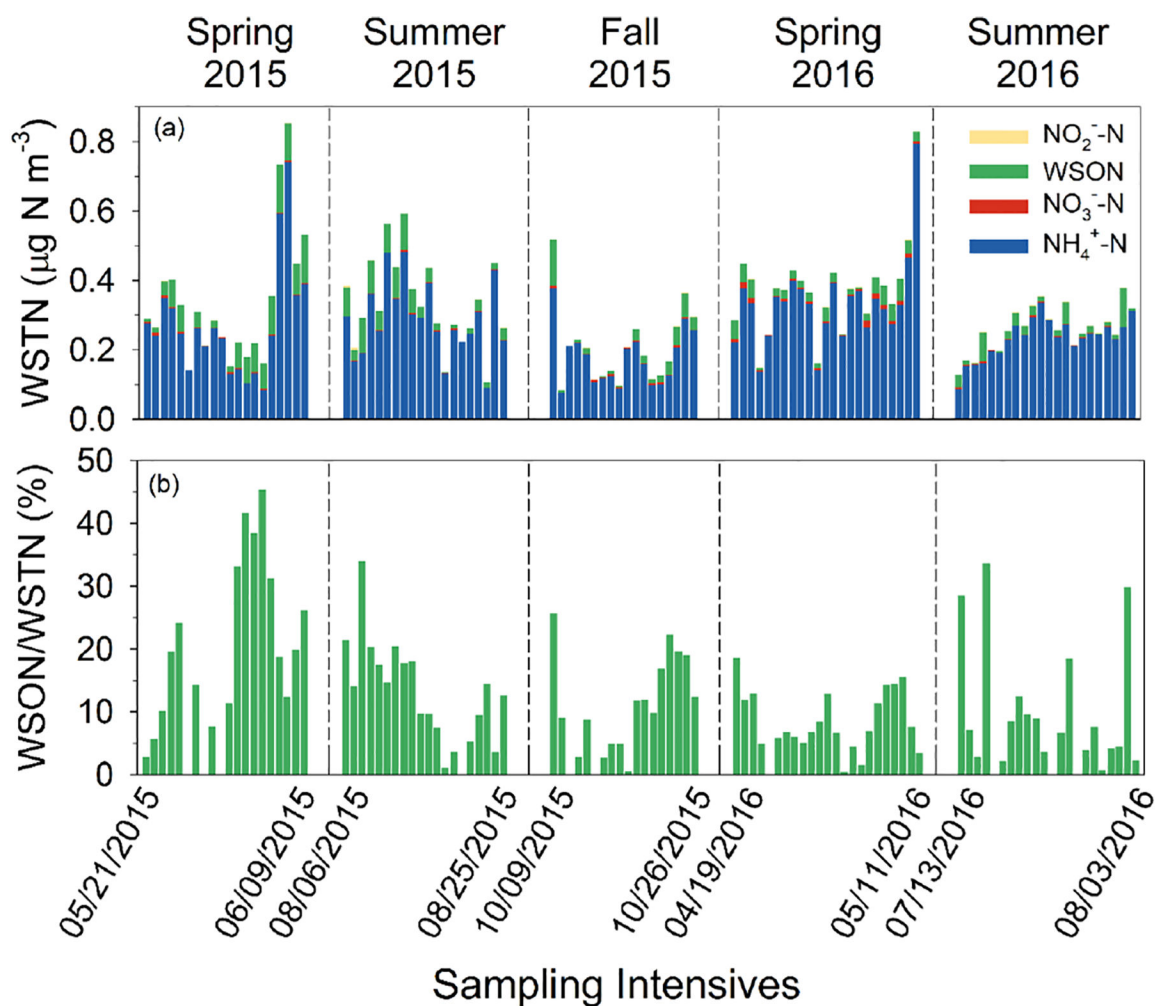 Spring Summer Fall Spring Summer
2015 2015 2015 2016 2016
(a)
WSTN (μg N m⁻³)
0.8
0.6
0.4
0.2
0.0
NO₂⁻-N
WSON
NO₃⁻-N
NH₄⁺-N
(b)
WSON/WSTN (%)
50
40
30
20
10
0
05/21/2015
06/09/2015
08/06/2015
08/25/2015
10/09/2015
10/26/2015
04/19/2016
05/11/2016
07/13/2016
08/03/2016
Sampling Intensives